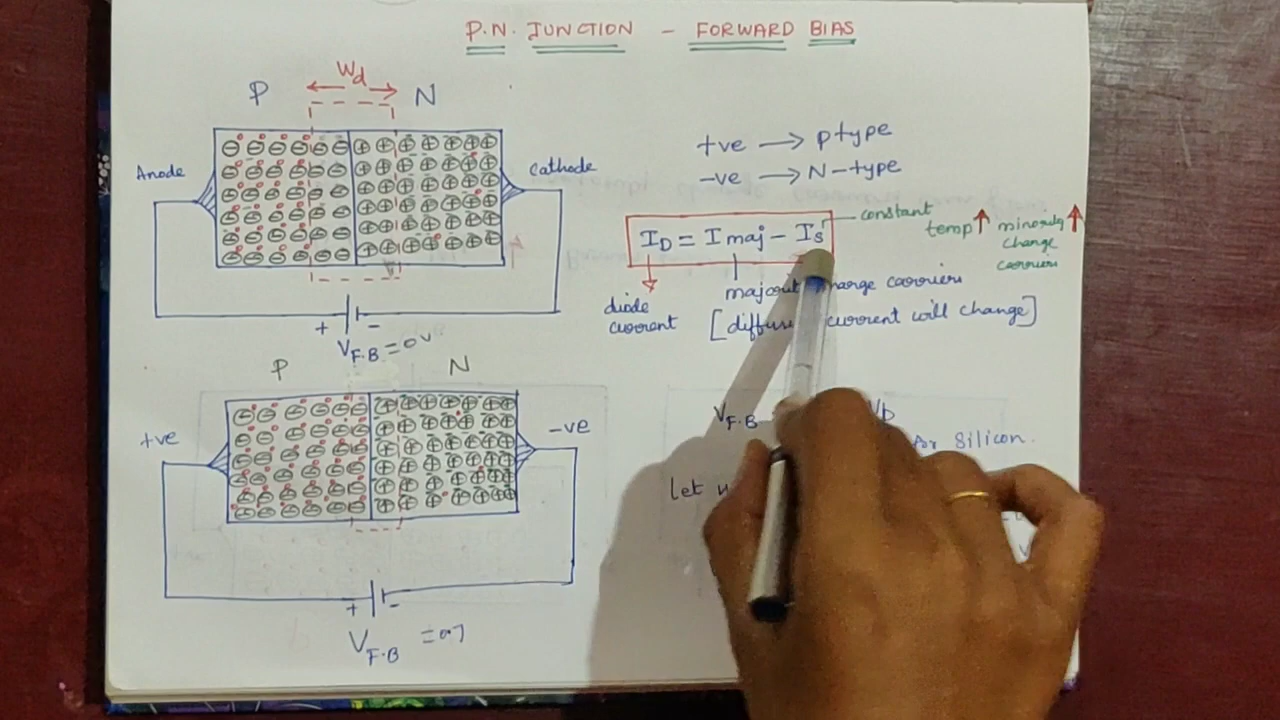 P.N. JUNCTION - FORWARD BIAS
Wd
P N
Anode Cathode
+ -
VF.B = 0V
P N
+ve -ve
+ -
VF.B = 0.7
+ve → P type
-ve → N-type
ID = Imaj - Is
constant
temp ↑ minority ↑
charge
carriers
diode
current
charge carriers
current will change]
VF.B
for Silicon.
let